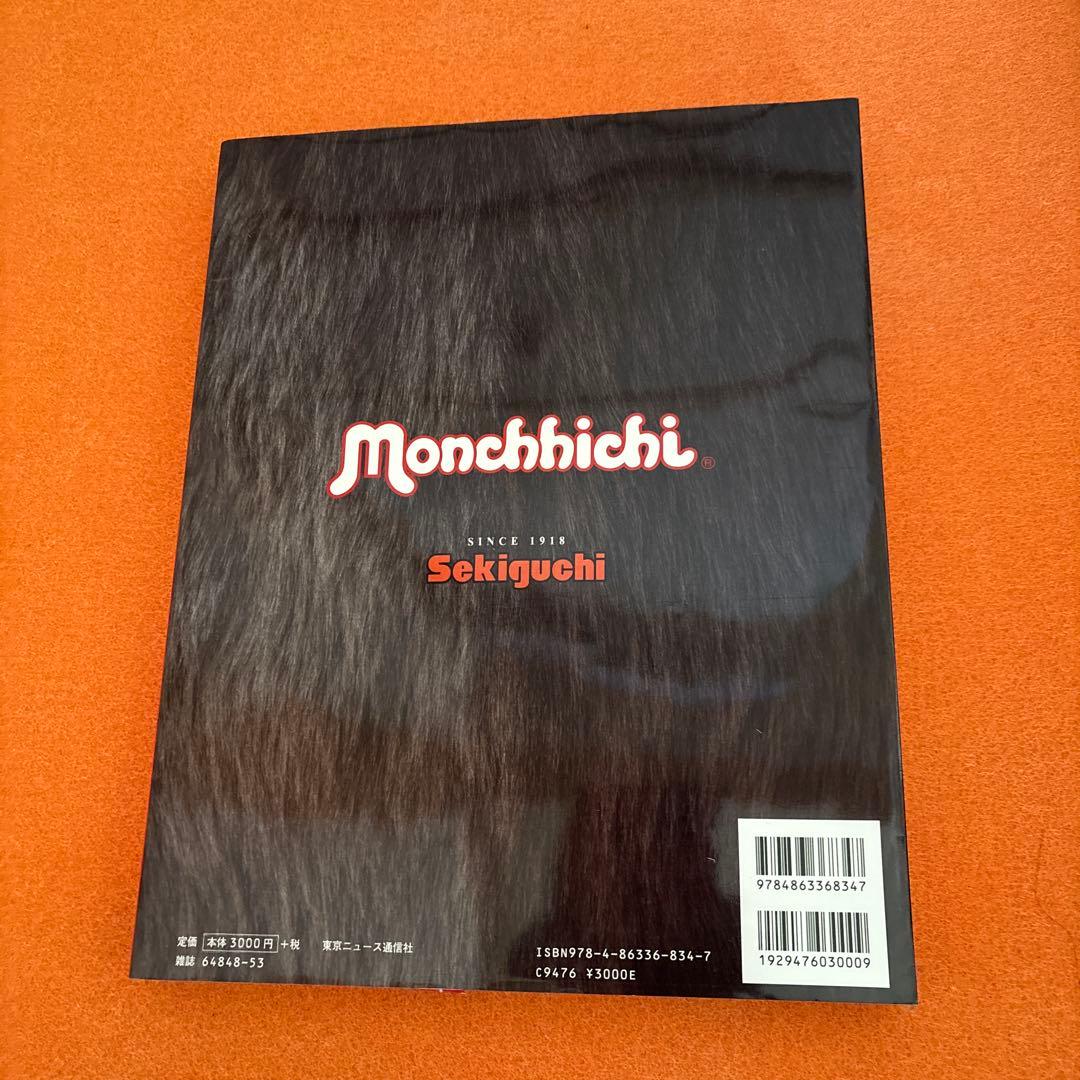 Monchhichi®
SINCE 1918
Sekiguchi
定価 本体3000円 +税 東京ニュース通信社
雑誌 64848-53
ISBN978-4-86336-834-7
C9476 ¥3000E
9784863368347
1929476030009